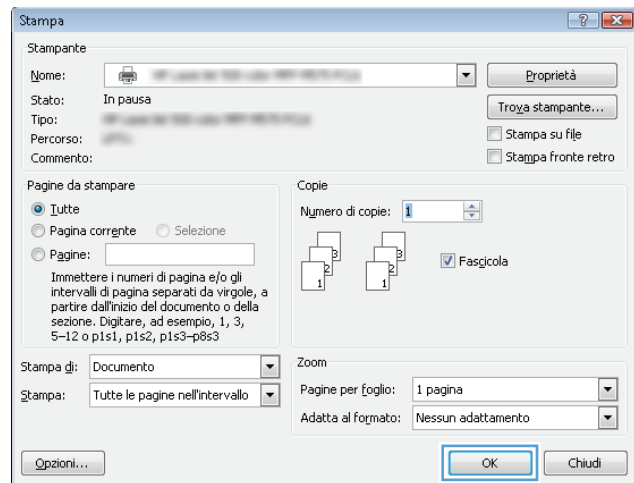 Stampa
Stampante
Nome:
Proprietà
Stato: In pausa
Trova stampante...
Tipo:
Percorso:
Stampa su file
Commento:
Stampa fronte retro
Pagine da stampare
Tutte
Pagina corrente Selezione
Pagine:
Immettere i numeri di pagina e/o gli
intervalli di pagina separati da virgole, a
partire dall'inizio del documento o della
sezione. Digitare, ad esempio, 1, 3,
5–12 o p1s1, p1s2, p1s3–p8s3
Copie
Numero di copie: 1
3 3
2 2
1 1
Fascicola
Stampa di: Documento
Stampa: Tutte le pagine nell'intervallo
Zoom
Pagine per foglio: 1 pagina
Adatta al formato: Nessun adattamento
Opzioni...
OK Chiudi